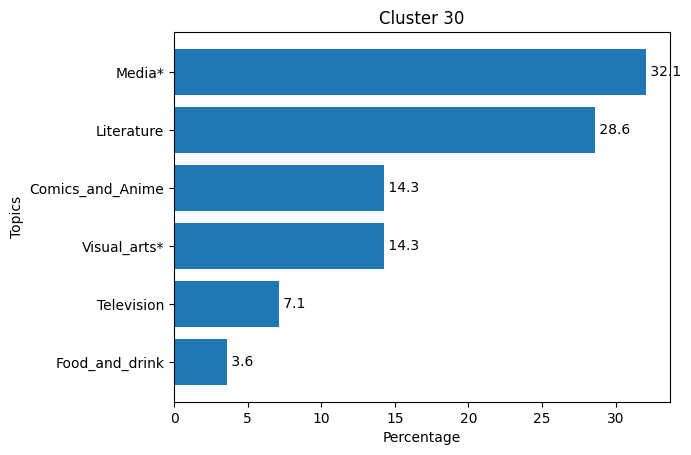 Cluster 30
Media* 32.1
Literature 28.6
Comics_and_Anime 14.3
Visual_arts* 14.3
Television 7.1
Food_and_drink 3.6
Topics
0 5 10 15 20 25 30
Percentage